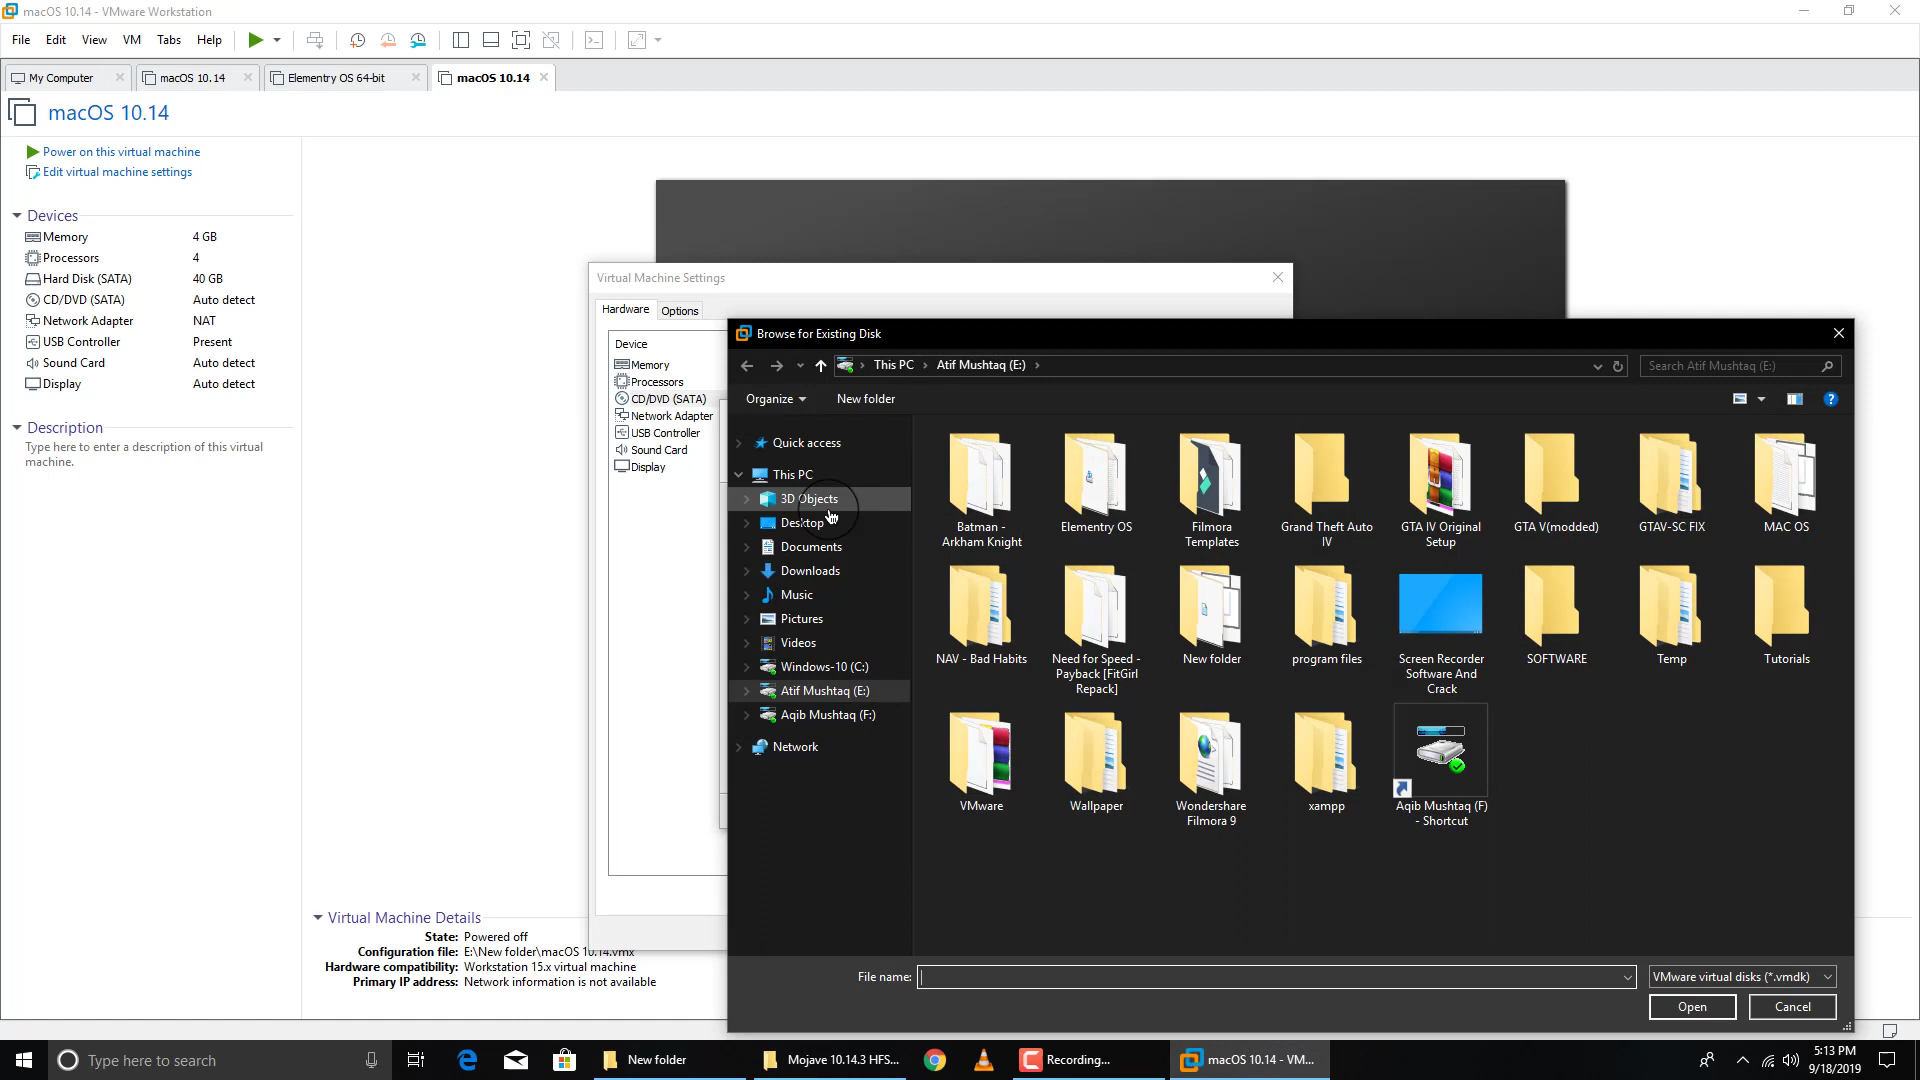 macOS 10.14 - VMware Workstation
File Edit View VM Tabs Help
My Computer
macOS 10.14
Elementry OS 64-bit
macOS 10.14
macOS 10.14
Power on this virtual machine
Edit virtual machine settings
Devices
Memory 4 GB
Processors 4
Hard Disk (SATA) 40 GB
CD/DVD (SATA) Auto detect
Network Adapter NAT
USB Controller Present
Sound Card Auto detect
Display Auto detect
Description
Type here to enter a description of this virtual
machine.
Virtual Machine Settings
Hardware Options
Device
Memory
Processors
CD/DVD (SATA)
Network Adapter
USB Controller
Sound Card
Display
Browse for Existing Disk
This PC Atif Mushtaq (E:)
Search Atif Mushtaq (E:)
Organize New folder
Quick access
This PC
3D Objects
Desktop
Documents
Downloads
Music
Pictures
Videos
Windows-10 (C:)
Atif Mushtaq (E:)
Aqib Mushtaq (F:)
Network
Batman -
Arkham Knight
Elementry OS
Filmora
Templates
Grand Theft Auto
IV
GTA IV Original
Setup
GTA V(modded)
GTAV-SC FIX
MAC OS
NAV - Bad Habits
Need for Speed -
Payback [FitGirl
Repack]
New folder
program files
Screen Recorder
Software And
Crack
SOFTWARE
Temp
Tutorials
VMware
Wallpaper
Wondershare
Filmora 9
xampp
Aqib Mushtaq (F)
- Shortcut
File name:
VMware virtual disks (*.vmdk)
Open Cancel
Virtual Machine Details
State: Powered off
Configuration file: E:\New folder\macOS 10.14.vmx
Hardware compatibility: Workstation 15.x virtual machine
Primary IP address: Network information is not available
Type here to search
New folder
Mojave 10.14.3 HFS...
Recording...
macOS 10.14 - VM...
5:13 PM
9/18/2019